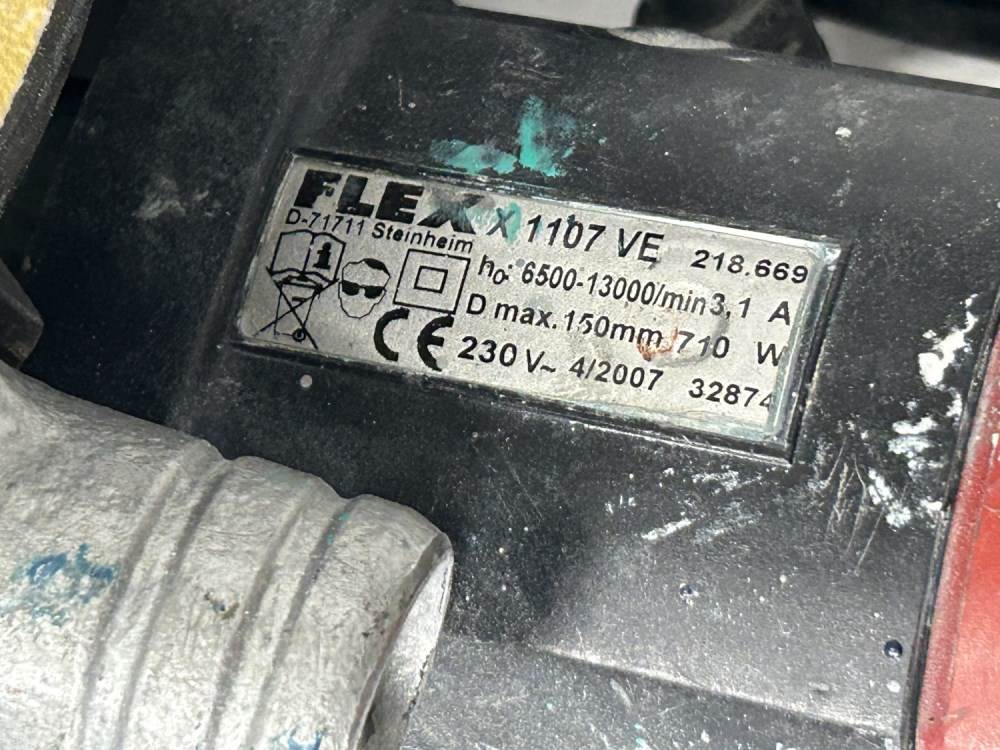 FLEX X 1107 VE 218.669
D-71711 Steinheim
n₀: 6500-13000/min 3,1 A
D max. 150mm 710 W
CE 230 V~ 4/2007 32874